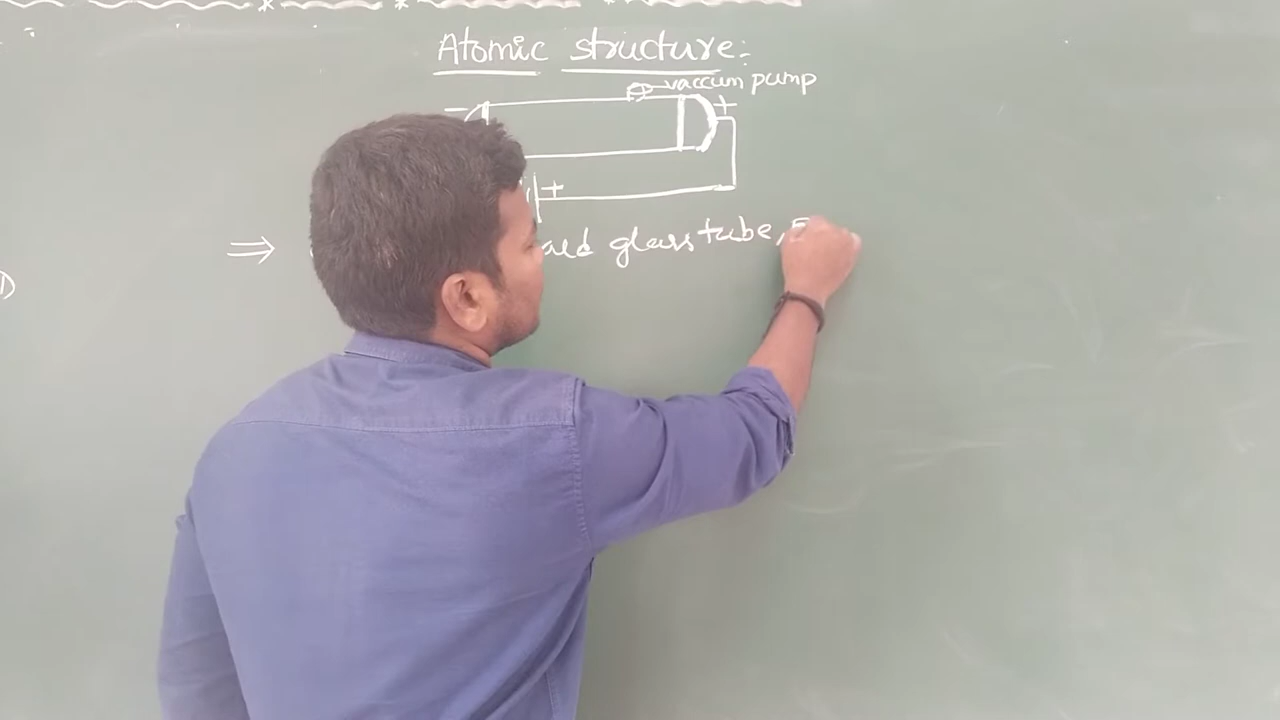 Atomic structure:
vaccum pump
- +
+
⇒ glass tube,